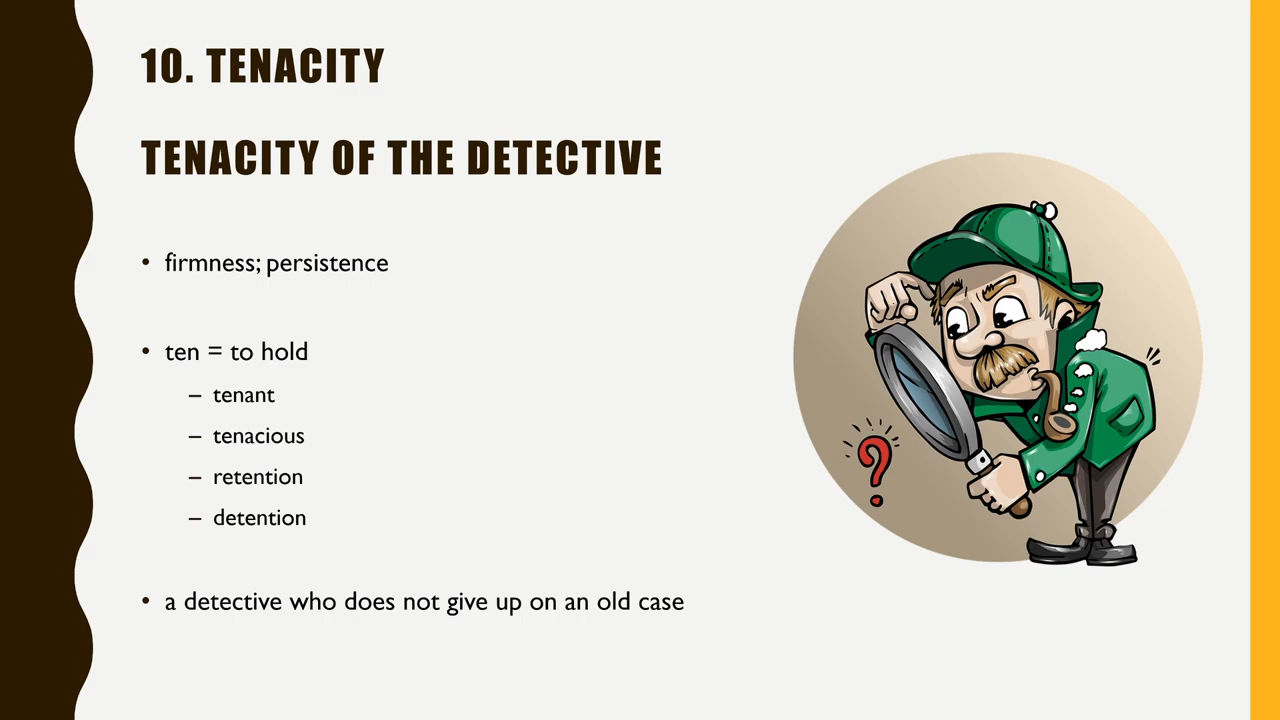 10. TENACITY
TENACITY OF THE DETECTIVE
• firmness; persistence
• ten = to hold
– tenant
– tenacious
– retention
– detention
• a detective who does not give up on an old case
?